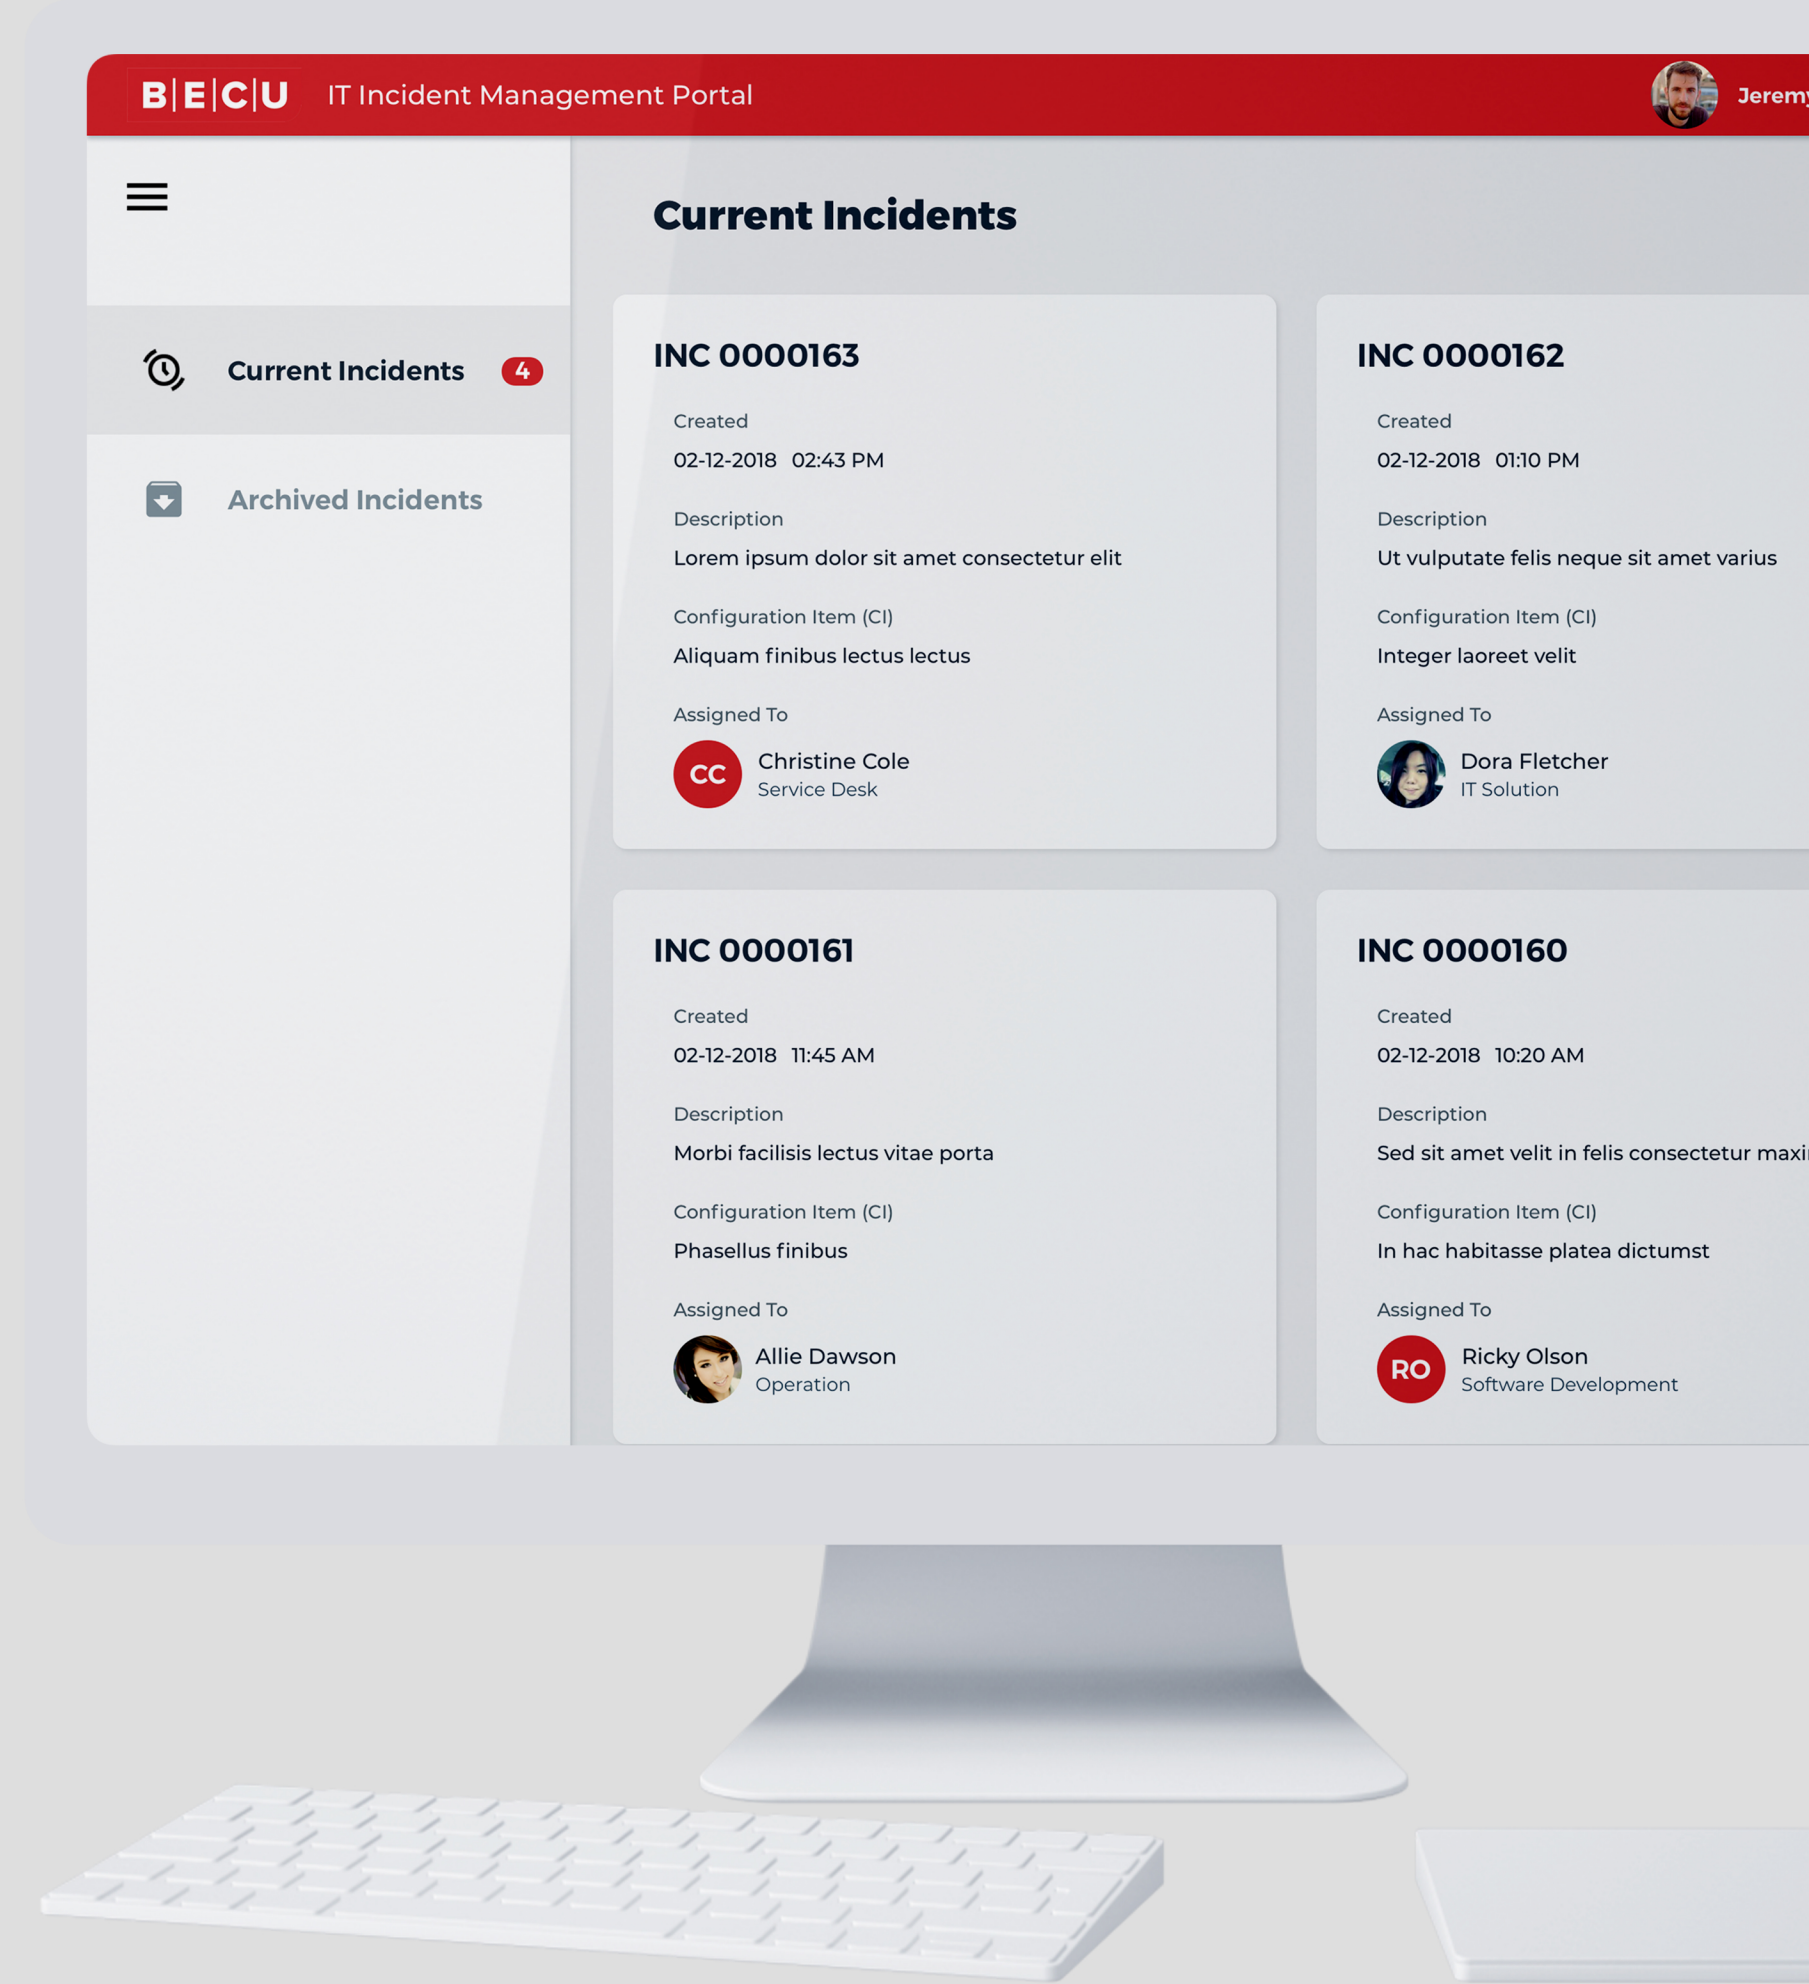 B|E|C|U IT Incident Management Portal
Current Incidents 4
Archived Incidents
Current Incidents
INC 0000163
Created
02-12-2018 02:43 PM
Description
Lorem ipsum dolor sit amet consectetur elit
Configuration Item (CI)
Aliquam finibus lectus lectus
Assigned To
CC
Christine Cole
Service Desk
INC 0000162
Created
02-12-2018 01:10 PM
Description
Ut vulputate felis neque sit amet varius
Configuration Item (CI)
Integer laoreet velit
Assigned To
Dora Fletcher
IT Solution
INC 0000161
Created
02-12-2018 11:45 AM
Description
Morbi facilisis lectus vitae porta
Configuration Item (CI)
Phasellus finibus
Assigned To
Allie Dawson
Operation
INC 0000160
Created
02-12-2018 10:20 AM
Description
Sed sit amet velit in felis consectetur
Configuration Item (CI)
In hac habitasse platea dictumst
Assigned To
RO
Ricky Olson
Software Development